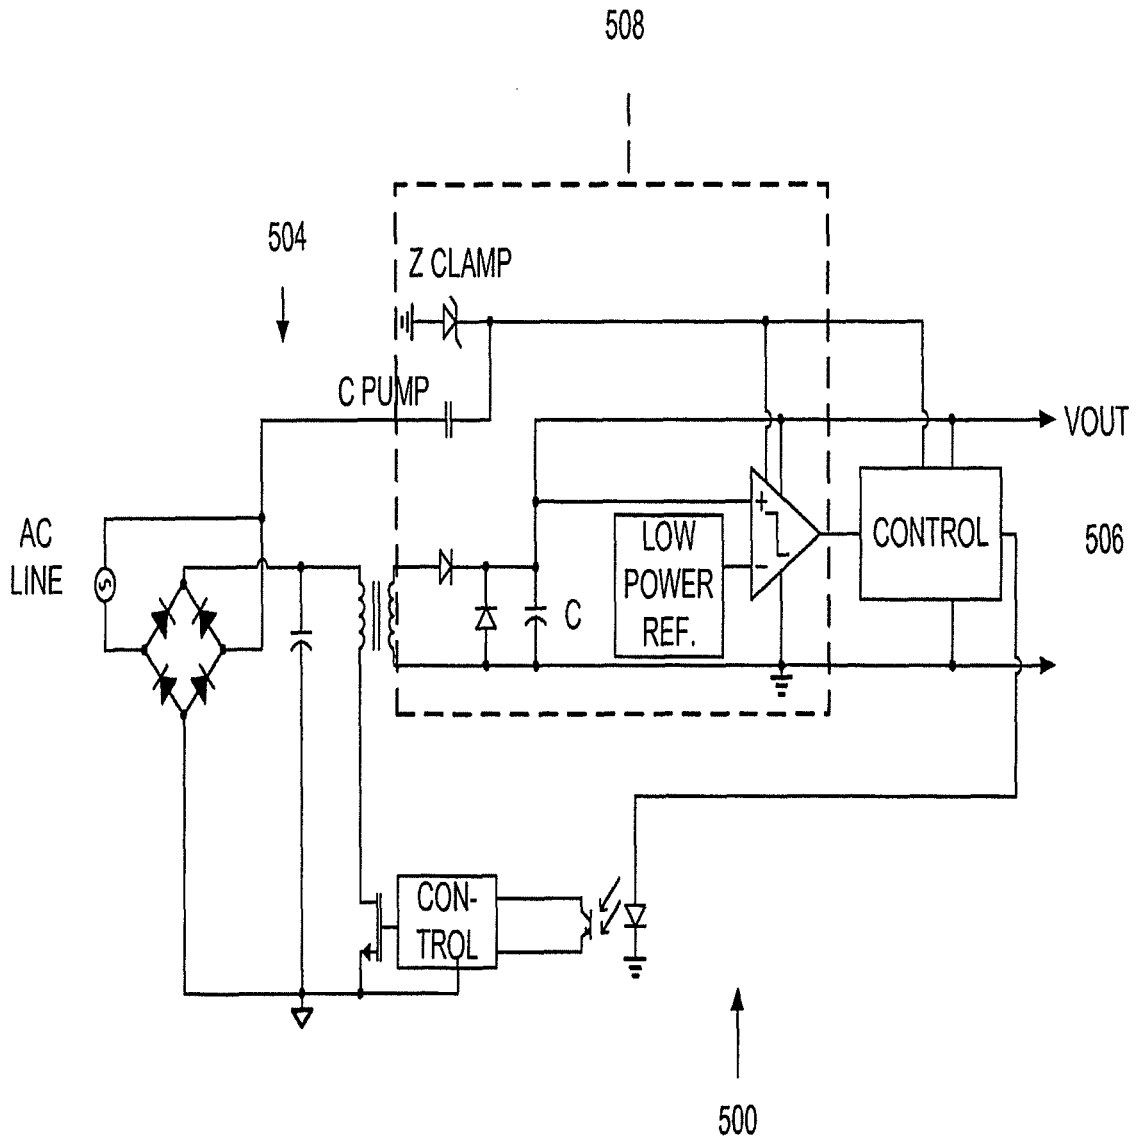 508
504
Z CLAMP
C PUMP
VOUT
AC
LINE
S
+
LOW
POWER
REF.
−
CONTROL
506
C
CON-
TROL
500